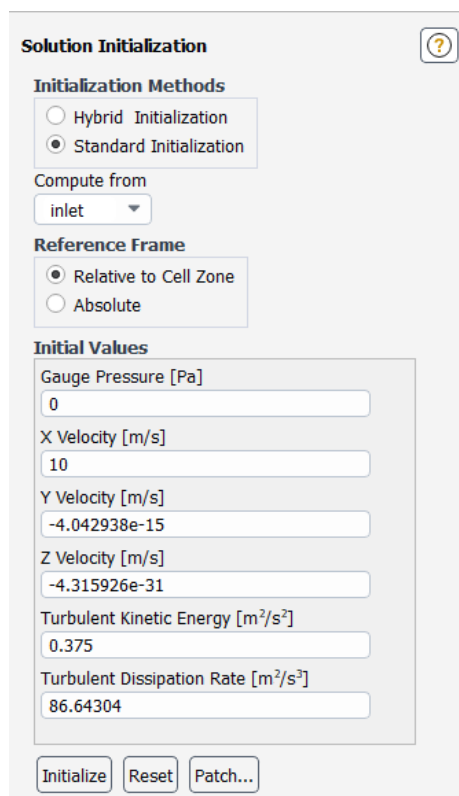 Solution Initialization
?
Initialization Methods
Hybrid Initialization
Standard Initialization
Compute from
inlet
Reference Frame
Relative to Cell Zone
Absolute
Initial Values
Gauge Pressure [Pa]
0
X Velocity [m/s]
10
Y Velocity [m/s]
-4.042938e-15
Z Velocity [m/s]
-4.315926e-31
Turbulent Kinetic Energy [m²/s²]
0.375
Turbulent Dissipation Rate [m²/s³]
86.64304
Initialize Reset Patch...